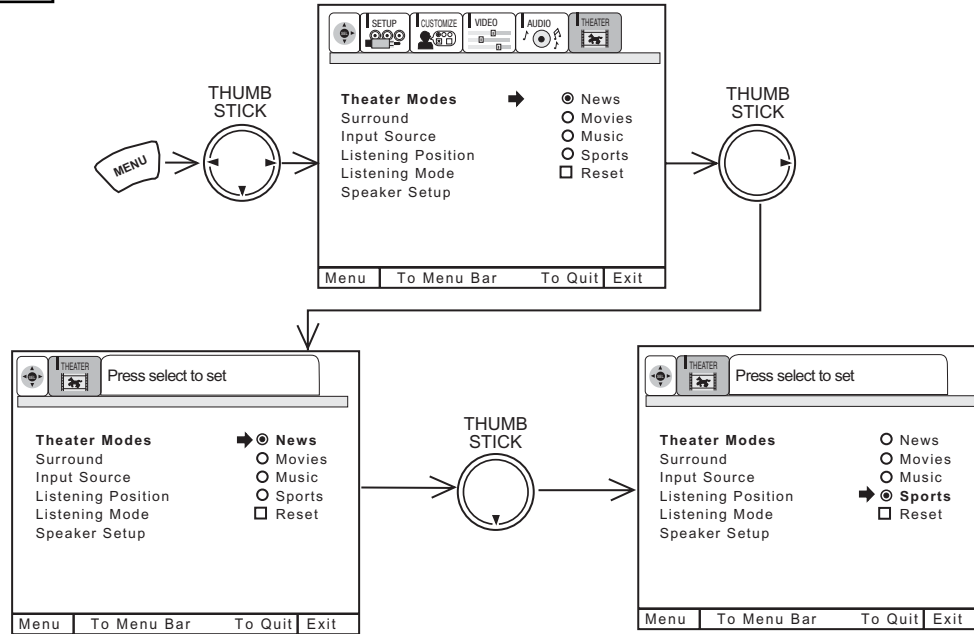 SETUP CUSTOMIZE VIDEO AUDIO THEATER
THUMB
STICK
MENU
Theater Modes News
Surround Movies
Input Source Music
Listening Position Sports
Listening Mode Reset
Speaker Setup
Menu To Menu Bar To Quit Exit
THUMB
STICK
THEATER
Press select to set
Theater Modes News
Surround Movies
Input Source Music
Listening Position Sports
Listening Mode Reset
Speaker Setup
Menu To Menu Bar To Quit Exit
THUMB
STICK
THEATER
Press select to set
Theater Modes News
Surround Movies
Input Source Music
Listening Position Sports
Listening Mode Reset
Speaker Setup
Menu To Menu Bar To Quit Exit